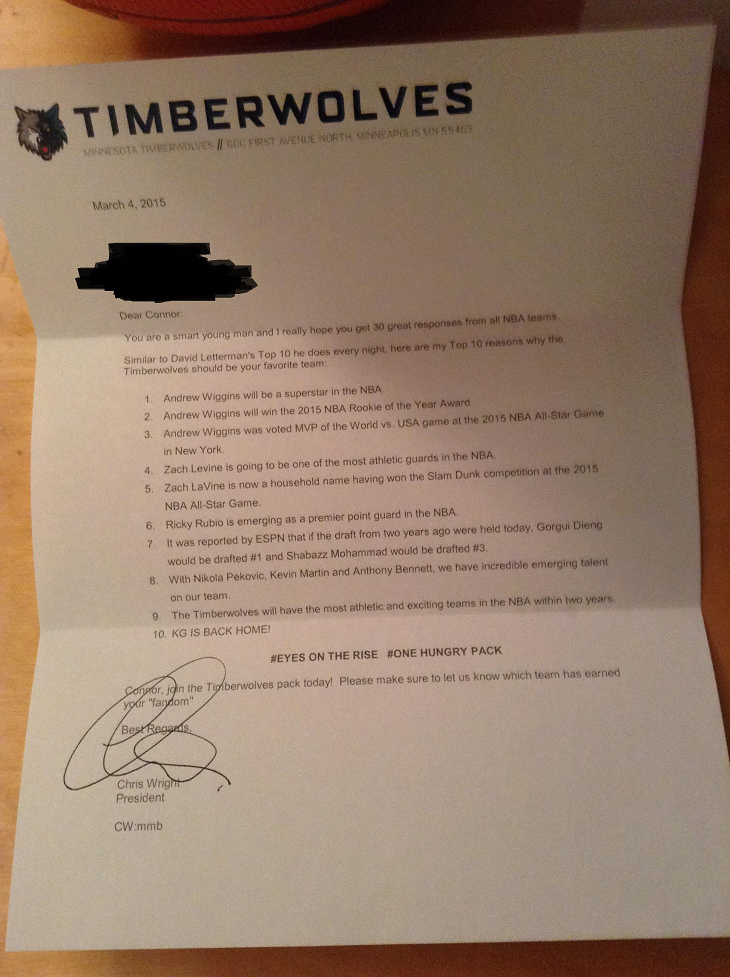 TIMBERWOLVES
MINNESOTA TIMBERWOLVES // 600 FIRST AVENUE NORTH, MINNEAPOLIS MN 55403
March 4, 2015
Dear Connor:
You are a smart young man and I really hope you get 30 great responses from all NBA teams.
Similar to David Letterman's Top 10 he does every night, here are my Top 10 reasons why the
Timberwolves should be your favorite team:
1. Andrew Wiggins will be a superstar in the NBA.
2. Andrew Wiggins will win the 2015 NBA Rookie of the Year Award
3. Andrew Wiggins was voted MVP of the World vs. USA game at the 2015 NBA All-Star Game
in New York.
4. Zach Levine is going to be one of the most athletic guards in the NBA.
5. Zach LaVine is now a household name having won the Slam Dunk competition at the 2015
NBA All-Star Game.
6. Ricky Rubio is emerging as a premier point guard in the NBA.
7. It was reported by ESPN that if the draft from two years ago were held today, Gorgui Dieng
would be drafted #1 and Shabazz Mohammad would be drafted #3.
8. With Nikola Pekovic, Kevin Martin and Anthony Bennett, we have incredible emerging talent
on our team.
9. The Timberwolves will have the most athletic and exciting teams in the NBA within two years.
10. KG IS BACK HOME!
#EYES ON THE RISE #ONE HUNGRY PACK
Connor, join the Timberwolves pack today! Please make sure to let us know which team has earned
your "fandom"
Best Regards,
Chris Wright
President
CW:mmb